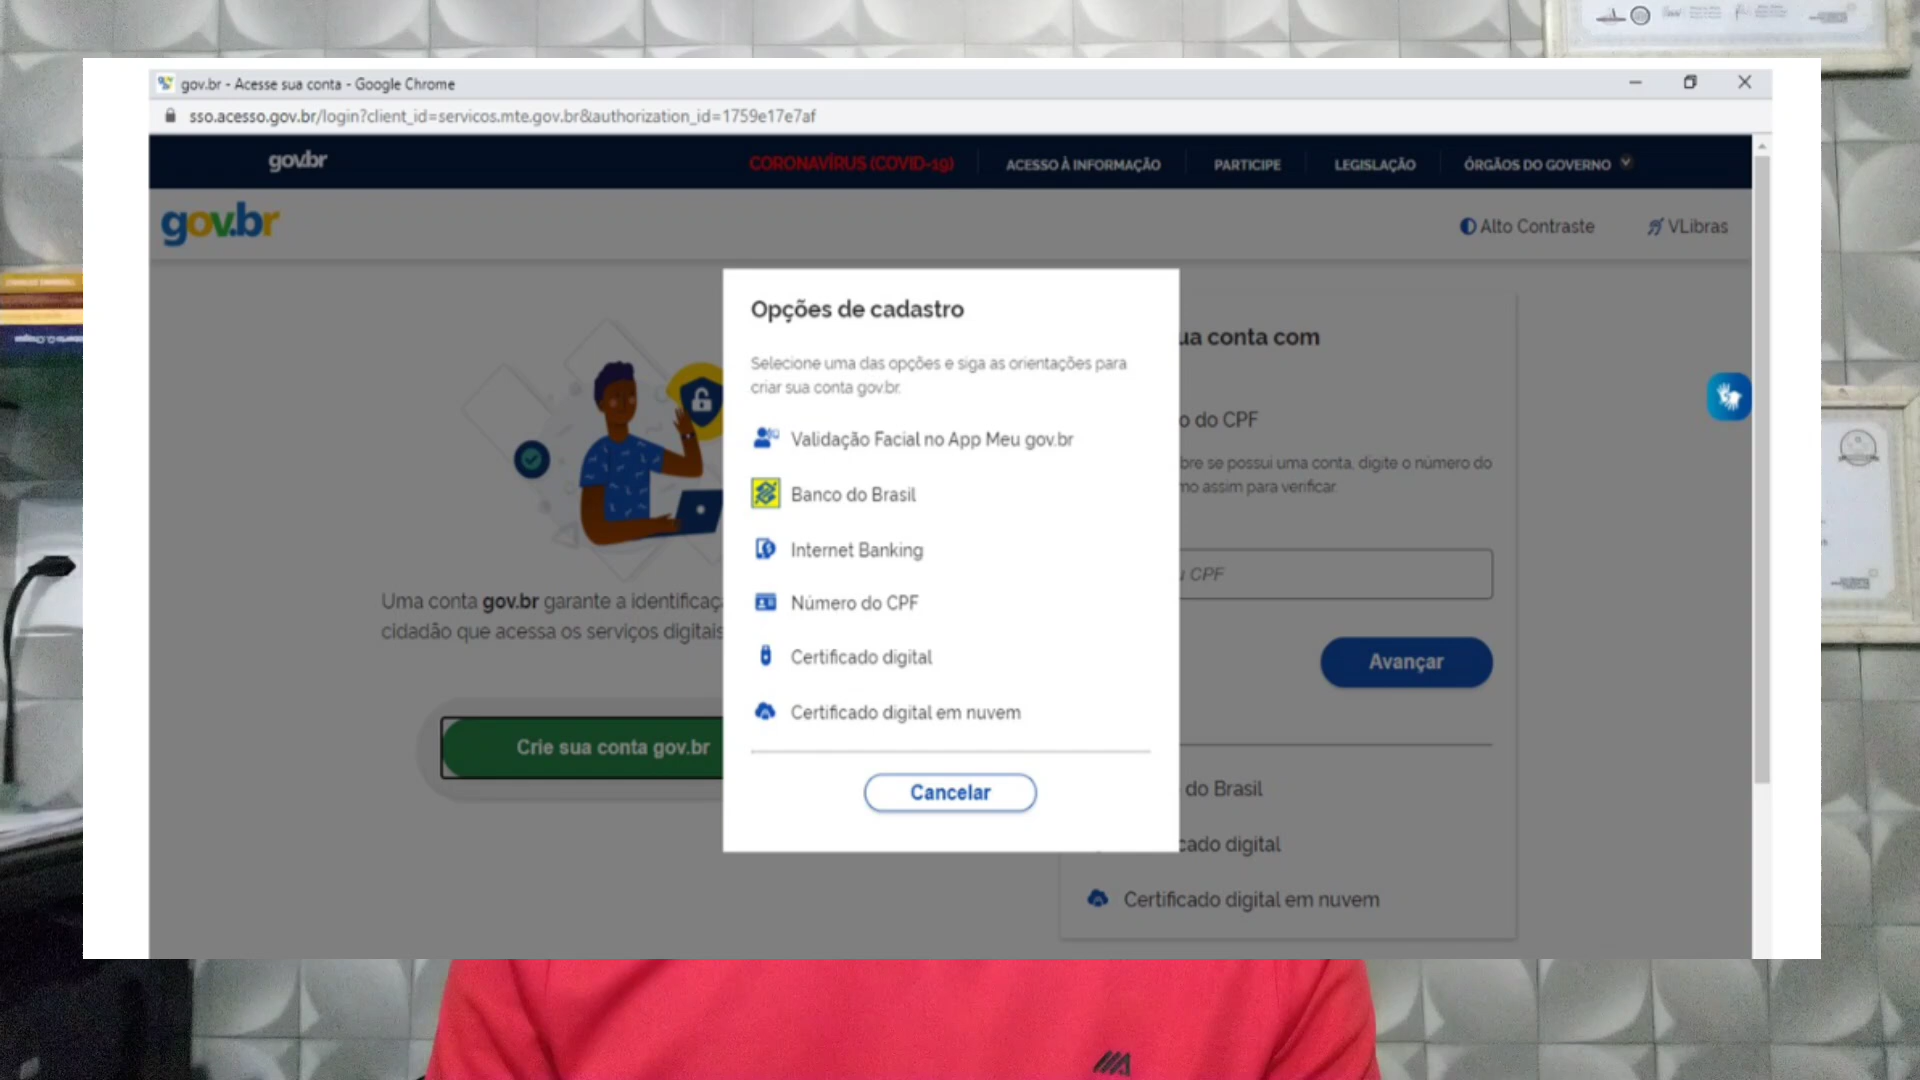 gov.br - Acesse sua conta - Google Chrome
sso.acesso.gov.br/login?client_id=servicos.mte.gov.br&authorization_id=1759e17e7af
gov.br
CORONAVÍRUS (COVID-19)
ACESSO À INFORMAÇÃO
PARTICIPE
LEGISLAÇÃO
ÓRGÃOS DO GOVERNO
gov.br
Alto Contraste
VLibras
Opções de cadastro
Selecione uma das opções e siga as orientações para
criar sua conta gov.br.
Validação Facial no App Meu gov.br
Banco do Brasil
Internet Banking
Número do CPF
Certificado digital
Certificado digital em nuvem
Cancelar
Uma conta gov.br garante a identificaç
cidadão que acessa os serviços digitais
Crie sua conta gov.br
ua conta com
o do CPF
bre se possui uma conta, digite o número do
mo assim para verificar.
CPF
Avançar
do Brasil
cado digital
Certificado digital em nuvem